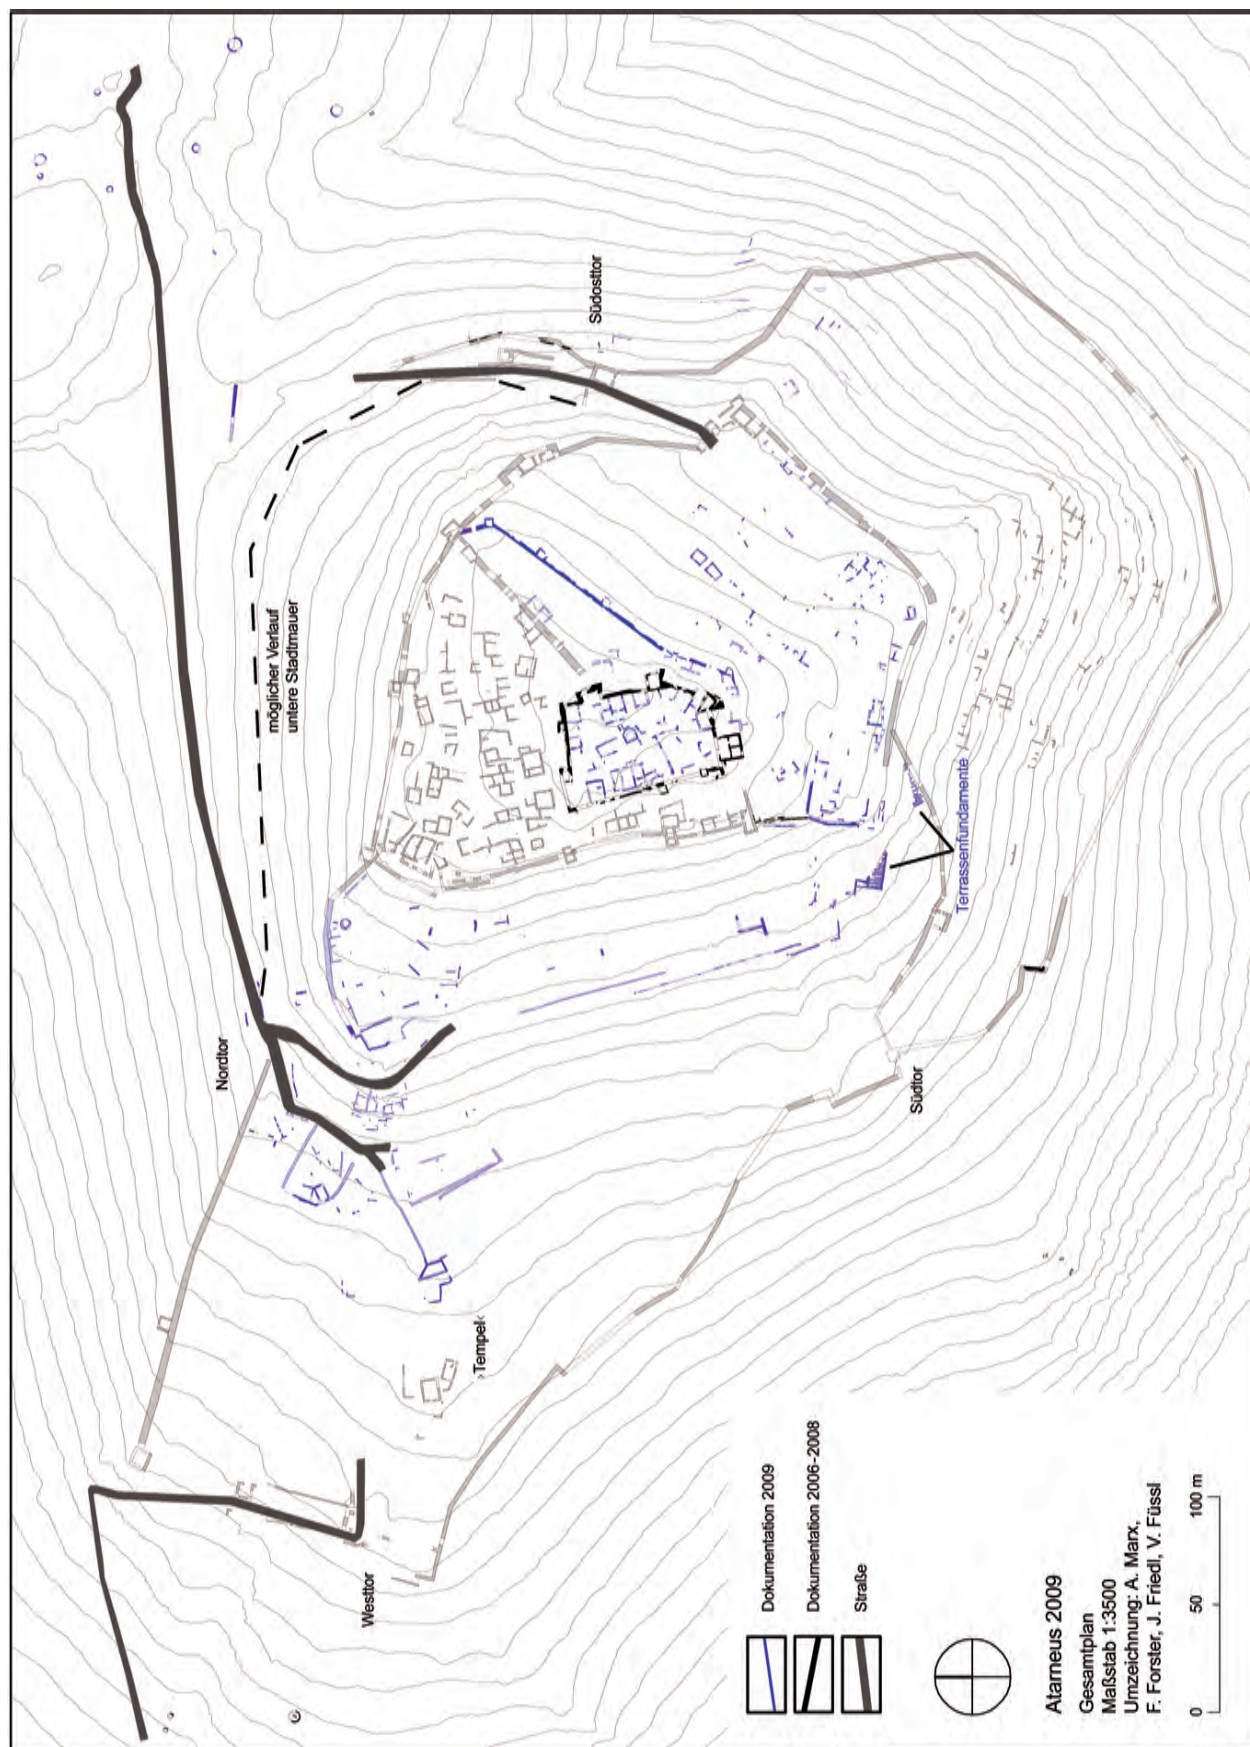 Südosttor
möglicher Verlauf
untere Stadtmauer
Nordtor
Terrassenfundamente
Südtor
›Tempel‹
Westtor
Dokumentation 2009
Dokumentation 2006-2008
Straße
Atarneus 2009
Gesamtplan
Maßstab 1:3500
Umzeichnung: A. Marx,
F. Forster, J. Friedl, V. Füssl
0 50 100 m